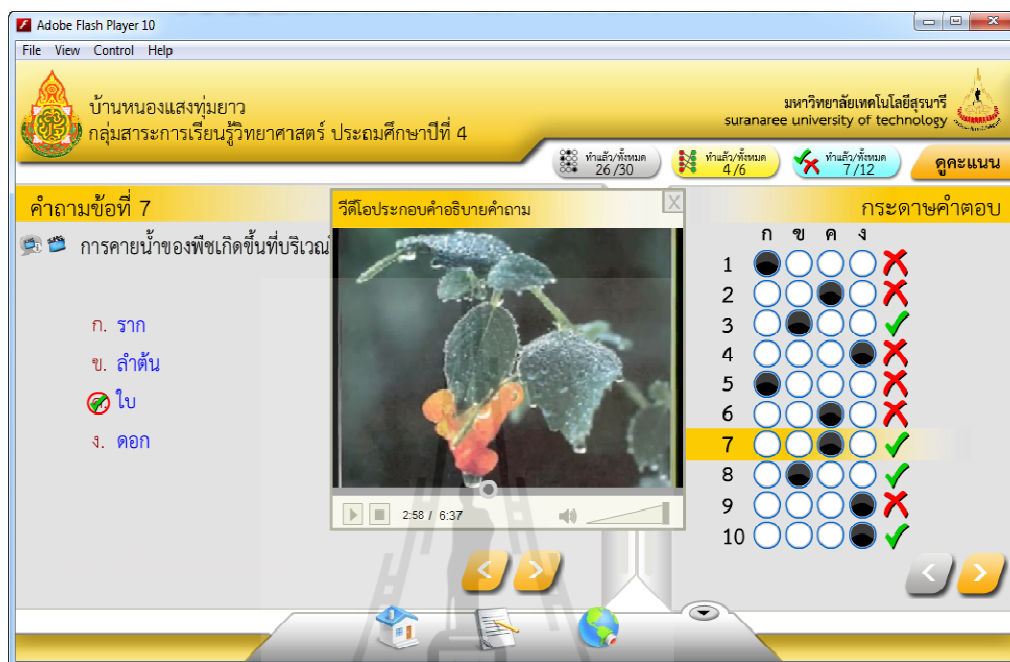 Adobe Flash Player 10
File View Control Help
บ้านหนองแสงทุ่มยาว
กลุ่มสาระการเรียนรู้วิทยาศาสตร์ ประถมศึกษาปีที่ 4
มหาวิทยาลัยเทคโนโลยีสุรนารี
suranaree university of technology
ทำแล้ว/ทั้งหมด
26/30
ทำแล้ว/ทั้งหมด
4/6
ทำแล้ว/ทั้งหมด
7/12
ดูคะแนน
คำถามข้อที่ 7
การคายน้ำของพืชเกิดขึ้นที่บริเวณ
ก. ราก
ข. ลำต้น
ใบ
ง. ดอก
วีดีโอประกอบคำอธิบายคำถาม
X
2:58 / 6:37
กระดาษคำตอบ
ก ข ค ง
1
2
3
4
5
6
7
8
9
10